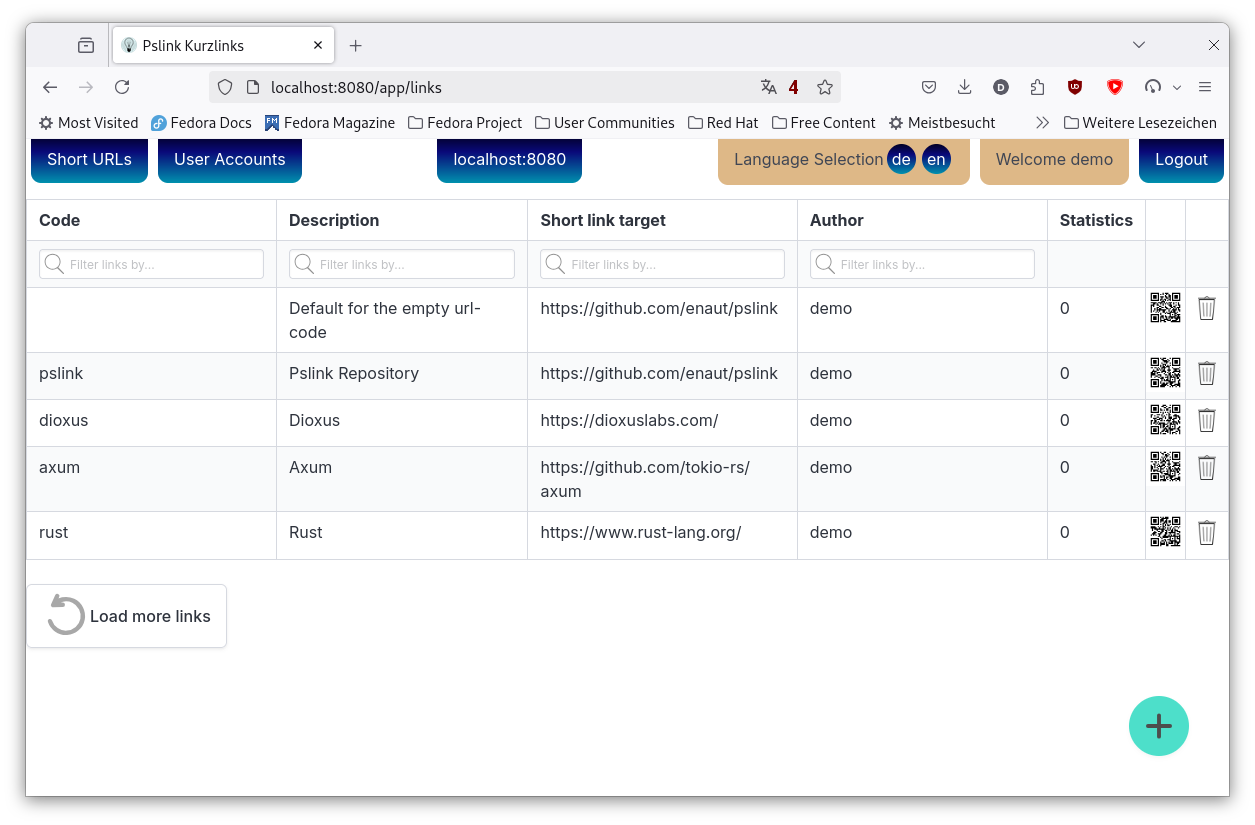 Pslink Kurzlinks
localhost:8080/app/links
4
D
Most Visited Fedora Docs FM Fedora Magazine Fedora Project User Communities Red Hat Free Content Meistbesucht Weitere Lesezeichen
Short URLs User Accounts localhost:8080 Language Selection de en Welcome demo Logout
Code Description Short link target Author Statistics
Filter links by... Filter links by... Filter links by... Filter links by...
Default for the empty url- https://github.com/enaut/pslink demo 0
code
pslink Pslink Repository https://github.com/enaut/pslink demo 0
dioxus Dioxus https://dioxuslabs.com/ demo 0
axum Axum https://github.com/tokio-rs/ demo 0
axum
rust Rust https://www.rust-lang.org/ demo 0
Load more links